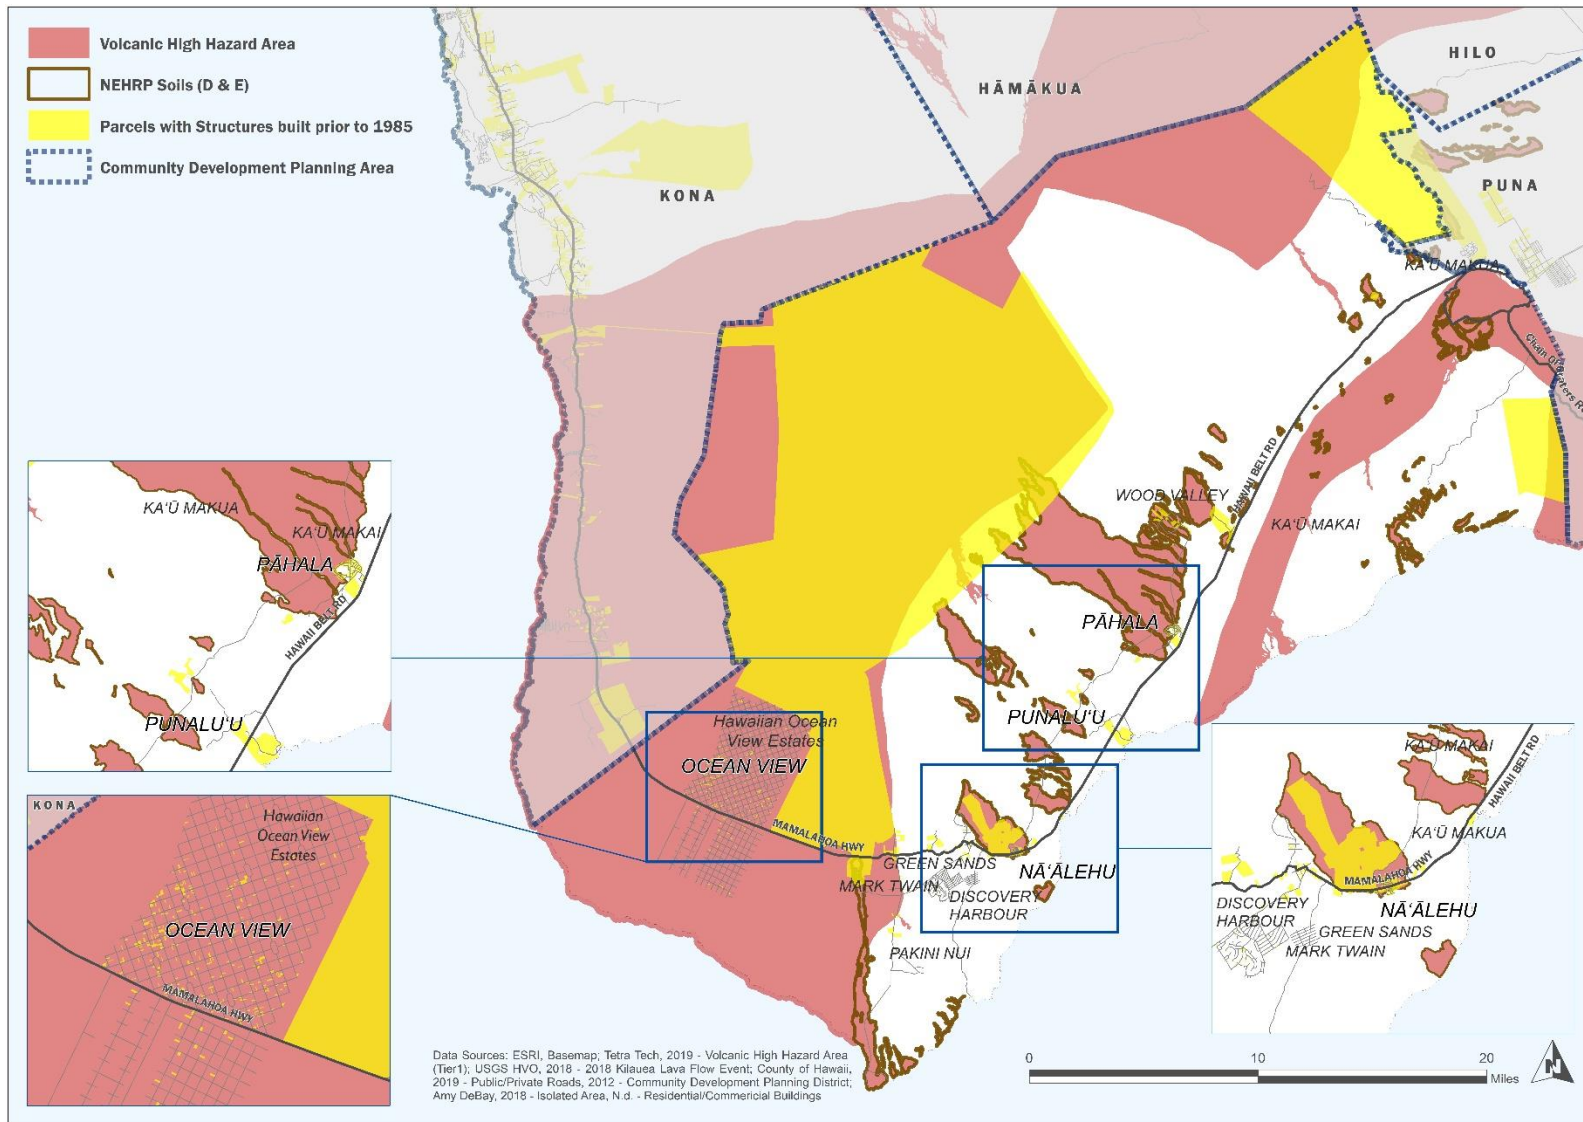 Volcanic High Hazard Area
NEHRP Soils (D & E)
Parcels with Structures built prior to 1985
Community Development Planning Area
HĀMĀKUA
HILO
KONA
PUNA
KA'Ū MAKUA
Chain Of Craters R
WOOD VALLEY
HAWAII BELT RD
KA'Ū MAKAI
PĀHALA
PUNALU'U
Hawaiian Ocean
View Estates
OCEAN VIEW
MAMALAHOA HWY
GREEN SANDS
MARK TWAIN
NĀ'ĀLEHU
DISCOVERY
HARBOUR
PAKINI NUI
KA'Ū MAKUA
KA'Ū MAKAI
PĀHALA
HAWAII BELT RD
PUNALU'U
KONA
Hawaiian
Ocean View
Estates
OCEAN VIEW
MAMALAHOA HWY
KA'Ū MAKAI
HAWAII BELT RD
KA'Ū MAKUA
MAMALAHOA HWY
DISCOVERY
HARBOUR
NĀ'ĀLEHU
GREEN SANDS
MARK TWAIN
Data Sources: ESRI, Basemap; Tetra Tech, 2019 - Volcanic High Hazard Area
(Tier1); USGS HVO, 2018 - 2018 Kilauea Lava Flow Event; County of Hawaii,
2019 - Public/Private Roads, 2012 - Community Development Planning District;
Amy DeBay, 2018 - Isolated Area, N.d. - Residential/Commericial Buildings
0 10 20
Miles
N